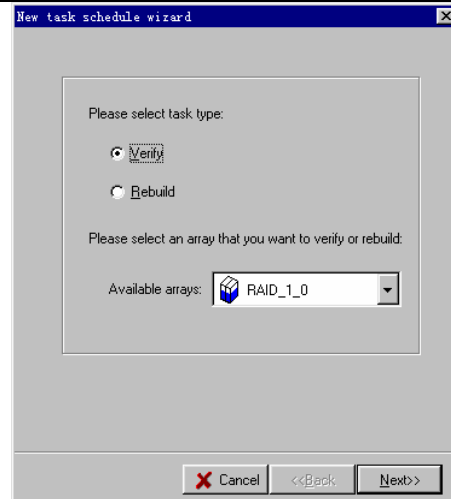 New task schedule wizard
Please select task type:
Verify
Rebuild
Please select an array that you want to verify or rebuild:
Available arrays: RAID_1_0
Cancel <<Back Next>>